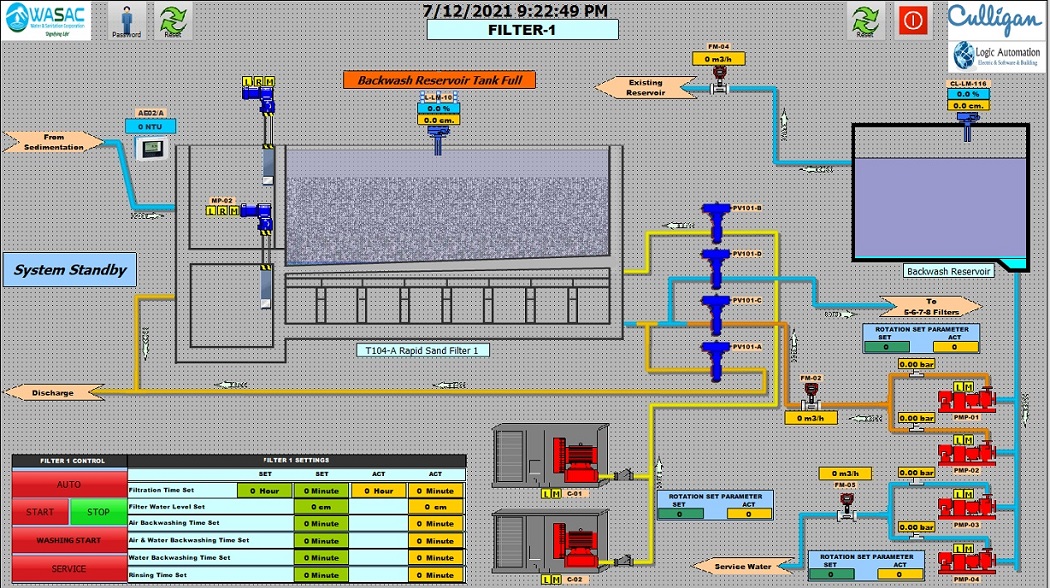 WASAC
Water & Sanitation Corporation
Signifying Life!
Password
Reset
7/12/2021 9:22:49 PM
FILTER-1
Reset
Culligan
Logic Automation
Electric & Software & Building
Backwash Reservoir Tank Full
FM-04
0 m3/h
Existing
Reservoir
L R M
0.0 %
0.0 cm.
CL-LM-116
0.0 %
0.0 cm.
AE02/A
0 NTU
From
Sedimentation
MP-02
L R M
PV101-B
PV101-D
PV101-C
PV101-A
System Standby
Backwash Reservoir
To
5-6-7-8 Filters
ROTATION SET PARAMETER
SET ACT
0 0
T104-A Rapid Sand Filter 1
Discharge
FM-02
0 m3/h
0.00 bar
L M
PMP-01
0.00 bar
L M
PMP-02
FILTER 1 CONTROL
AUTO
START STOP
WASHING START
SERVICE
FILTER 1 SETTINGS
SET SET ACT ACT
Filtration Time Set 0 Hour 0 Minute 0 Hour 0 Minute
Filter Water Level Set 0 cm 0 cm
Air Backwashing Time Set 0 Minute 0 Minute
Air & Water Backwashing Time Set 0 Minute 0 Minute
Water Backwashing Time Set 0 Minute 0 Minute
Rinsing Time Set 0 Minute 0 Minute
L M C-01
L M C-02
ROTATION SET PARAMETER
SET ACT
0 0
0 m3/h
FM-03
0.00 bar
L M
PMP-03
0.00 bar
L M
PMP-04
Service Water
ROTATION SET PARAMETER
SET ACT
0 0